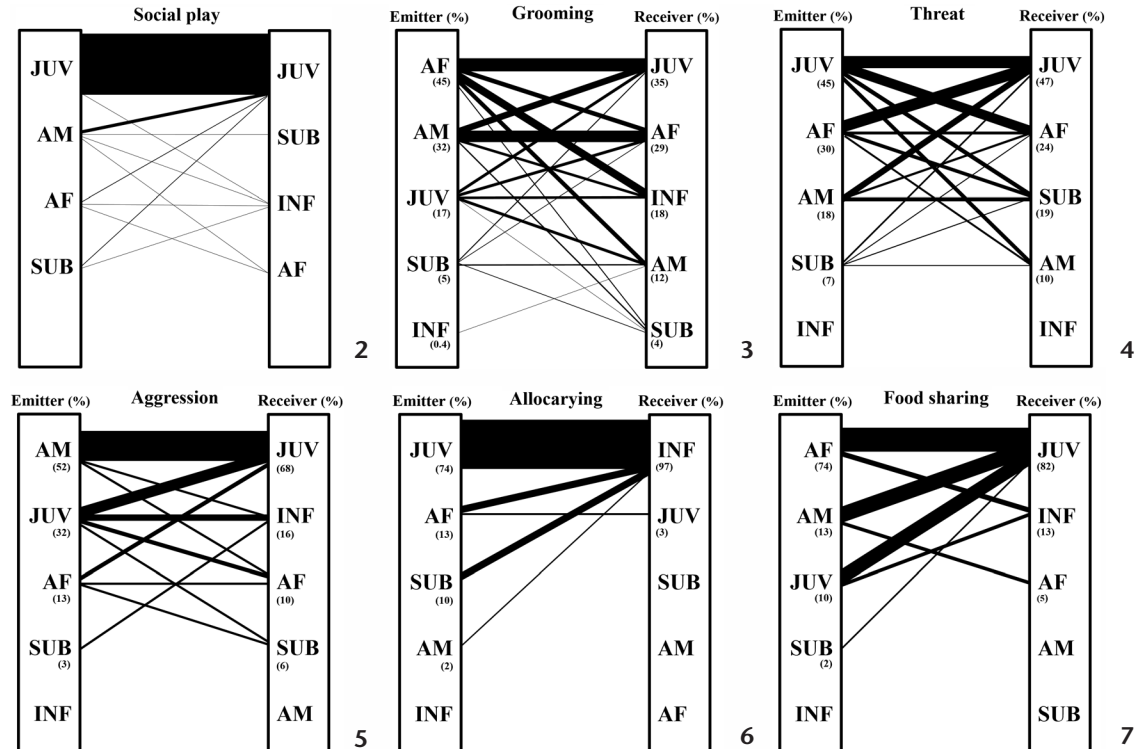 Social play
JUV
AM
AF
SUB
JUV
SUB
INF
AF
2
Emitter (%) Grooming Receiver (%)
AF
(45)
AM
(32)
JUV
(17)
SUB
(5)
INF
(0.4)
JUV
(35)
AF
(29)
INF
(18)
AM
(12)
SUB
(4)
3
Emitter (%) Threat Receiver (%)
JUV
(45)
AF
(30)
AM
(18)
SUB
(7)
INF
JUV
(47)
AF
(24)
SUB
(19)
AM
(10)
INF
4
Emitter (%) Aggression Receiver (%)
AM
(52)
JUV
(32)
AF
(13)
SUB
(3)
INF
JUV
(68)
INF
(16)
AF
(10)
SUB
(6)
AM
5
Emitter (%) Allocarying Receiver (%)
JUV
(74)
AF
(13)
SUB
(10)
AM
(2)
INF
INF
(97)
JUV
(3)
SUB
AM
AF
6
Emitter (%) Food sharing Receiver (%)
AF
(74)
AM
(13)
JUV
(10)
SUB
(2)
INF
JUV
(82)
INF
(13)
AF
(5)
AM
SUB
7